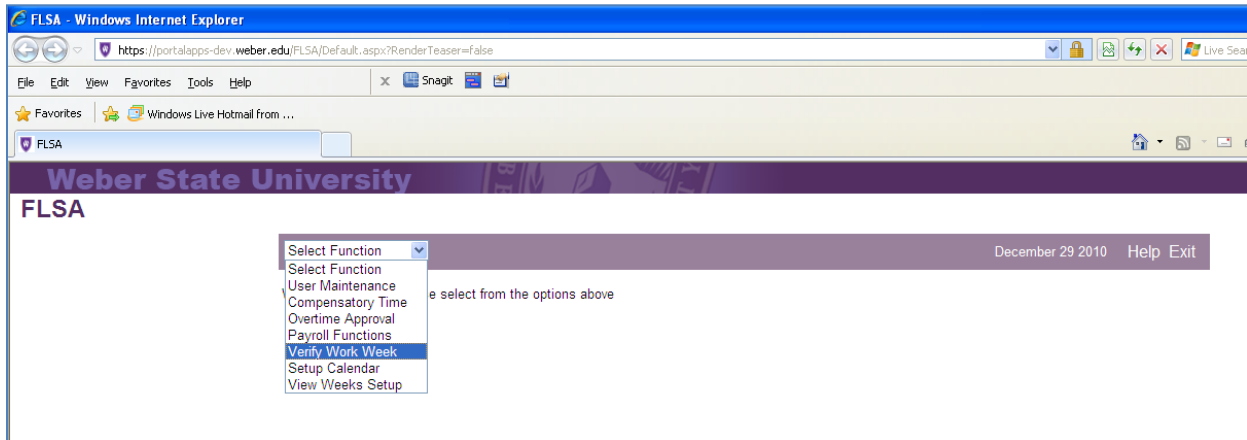 FLSA - Windows Internet Explorer
https://portalapps-dev.weber.edu/FLSA/Default.aspx?RenderTeaser=false
Live Sear
File Edit View Favorites Tools Help
x Snagit
Favorites Windows Live Hotmail from ...
FLSA
Weber State University
FLSA
Select Function December 29 2010 Help Exit
Select Function
User Maintenance
e select from the options above
Compensatory Time
Overtime Approval
Payroll Functions
Verify Work Week
Setup Calendar
View Weeks Setup